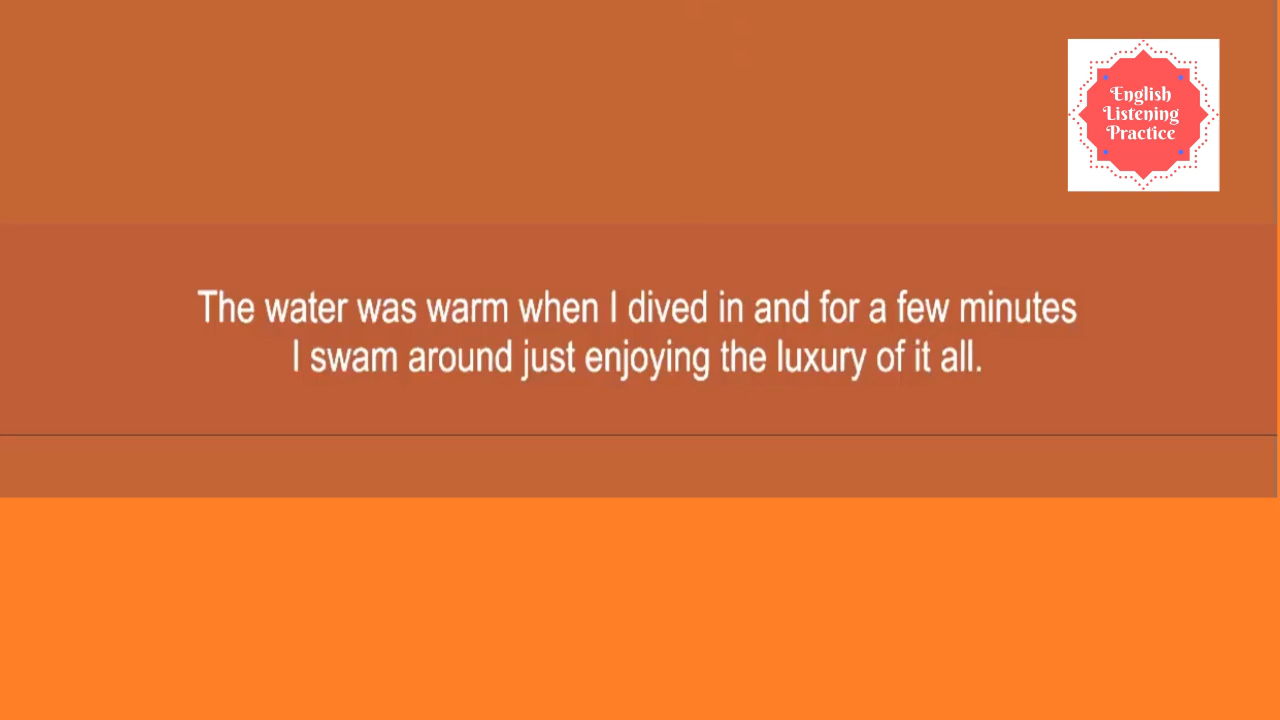 English
Listening
Practice
The water was warm when I dived in and for a few minutes
I swam around just enjoying the luxury of it all.